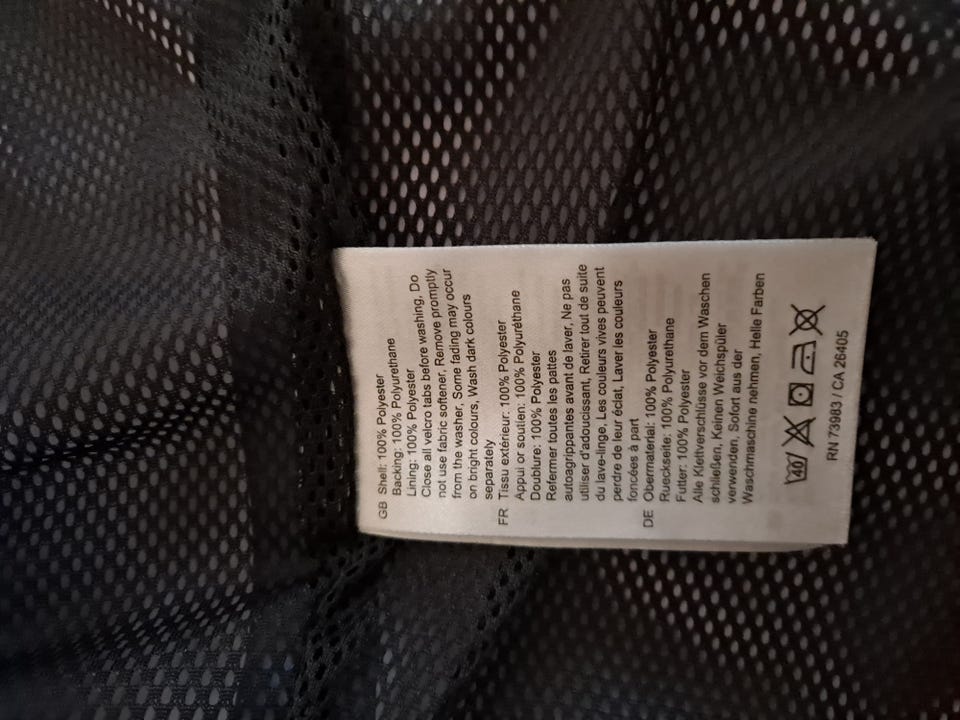 GB Shell: 100% Polyester
Backing: 100% Polyurethane
Lining: 100% Polyester
Close all velcro tabs before washing, Do
not use fabric softener, Remove promptly
from the washer, Some fading may occur
on bright colours, Wash dark colours
separately
FR Tissu extérieur: 100% Polyester
Appui or soutien: 100% Polyuréthane
Doublure: 100% Polyester
Refermer toutes les pattes
autoagrippantes avant de laver, Ne pas
utiliser d'adoucissant, Retirer tout de suite
du lave-linge, Les couleurs vives peuvent
perdre de leur éclat, Laver les couleurs
foncées à part
DE Obermaterial: 100% Polyester
Rueckseite: 100% Polyurethane
Futter: 100% Polyester
Alle Klettverschlüsse vor dem Waschen
schließen, Keinen Weichspüler
verwenden, Sofort aus der
Waschmaschine nehmen, Helle Farben
40
RN 73983 / CA 26405